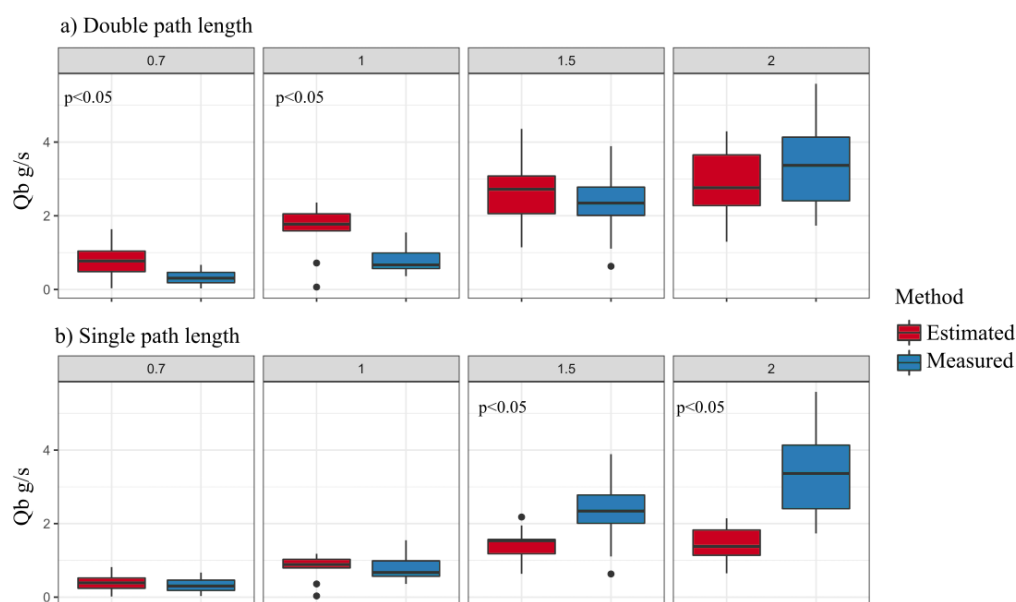 a) Double path length
0.7 1 1.5 2
p<0.05 p<0.05
4
2
0
Qb g/s
Method
Estimated
Measured
b) Single path length
0.7 1 1.5 2
p<0.05 p<0.05
4
2
0
Qb g/s